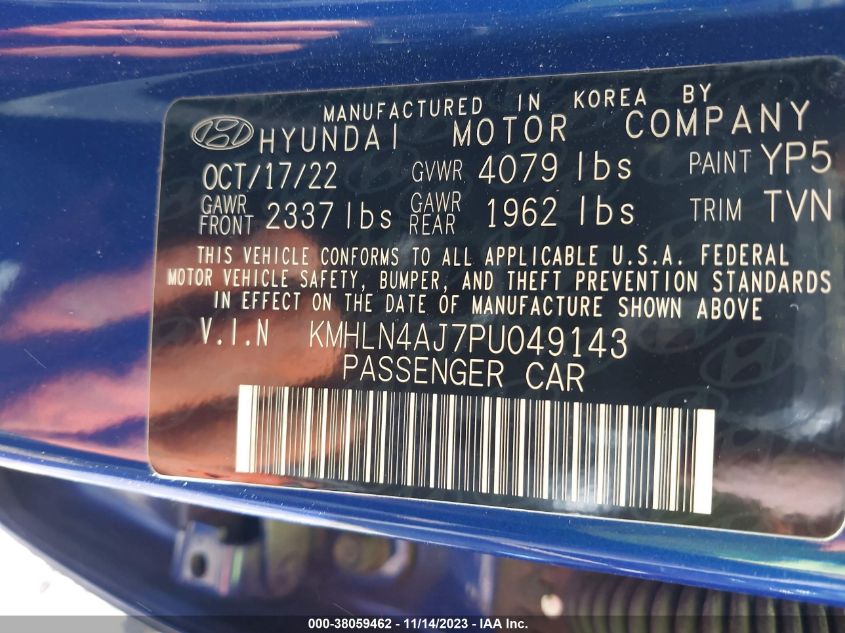 MANUFACTURED IN KOREA BY
HYUNDAI MOTOR COMPANY
OCT/17/22 GVWR 4079 lbs PAINT YP5
GAWR FRONT 2337 lbs GAWR REAR 1962 lbs TRIM TVN
THIS VEHICLE CONFORMS TO ALL APPLICABLE U.S.A. FEDERAL
MOTOR VEHICLE SAFETY, BUMPER, AND THEFT PREVENTION STANDARDS
IN EFFECT ON THE DATE OF MANUFACTURE SHOWN ABOVE
V.I.N KMHLN4AJ7PU049143
PASSENGER CAR
000-38059462 - 11/14/2023 - IAA Inc.